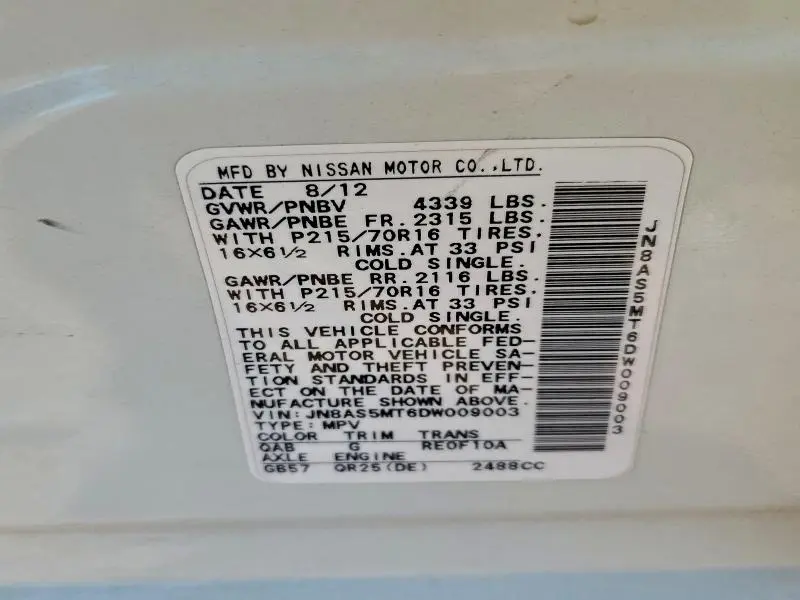 MFD BY NISSAN MOTOR CO.,LTD.
DATE 8/12
GVWR/PNBV 4339 LBS.
GAWR/PNBE FR. 2315 LBS.
WITH P215/70R16 TIRES.
16X6½ RIMS.AT 33 PSI
COLD SINGLE.
GAWR/PNBE RR. 2116 LBS.
WITH P215/70R16 TIRES.
16X6½ RIMS.AT 33 PSI
COLD SINGLE.
THIS VEHICLE CONFORMS
TO ALL APPLICABLE FED-
ERAL MOTOR VEHICLE SA-
FETY AND THEFT PREVEN-
TION STANDARDS IN EFF-
ECT ON THE DATE OF MA-
NUFACTURE SHOWN ABOVE.
VIN: JN8AS5MT6DW009003
TYPE: MPV
COLOR TRIM TRANS
QAB G RE0F10A
AXLE ENGINE
GB57 QR25(DE) 2488CC
JN8AS5MT6DW009003